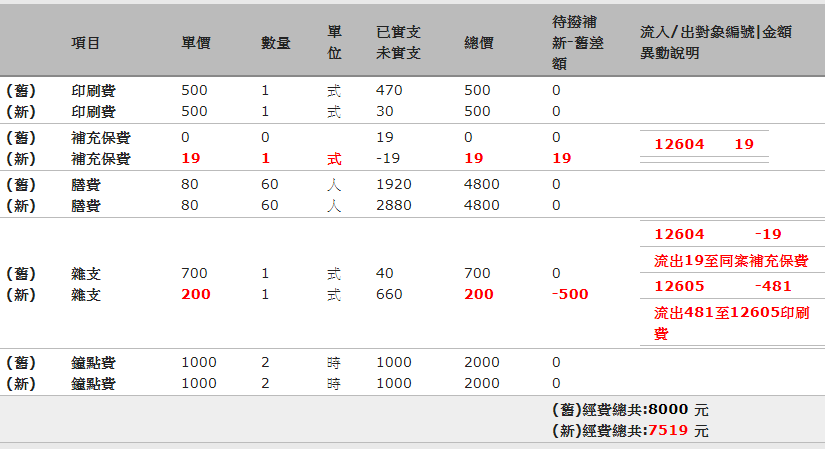 項目 單價 數量 單位 已實支 未實支 總價 待撥補 新-舊差額 流入/出對象編號|金額 異動說明
(舊) 印刷費 500 1 式 470 500 0
(新) 印刷費 500 1 式 30 500 0
(舊) 補充保費 0 0 19 0 0
(新) 補充保費 19 1 式 -19 19 19
12604 19
(舊) 膳費 80 60 人 1920 4800 0
(新) 膳費 80 60 人 2880 4800 0
(舊) 雜支 700 1 式 40 700 0
(新) 雜支 200 1 式 660 200 -500
12604 -19
流出19至同案補充保費
12605 -481
流出481至12605印刷
費
(舊) 鐘點費 1000 2 時 1000 2000 0
(新) 鐘點費 1000 2 時 1000 2000 0
(舊)經費總共:8000 元
(新)經費總共:7519 元